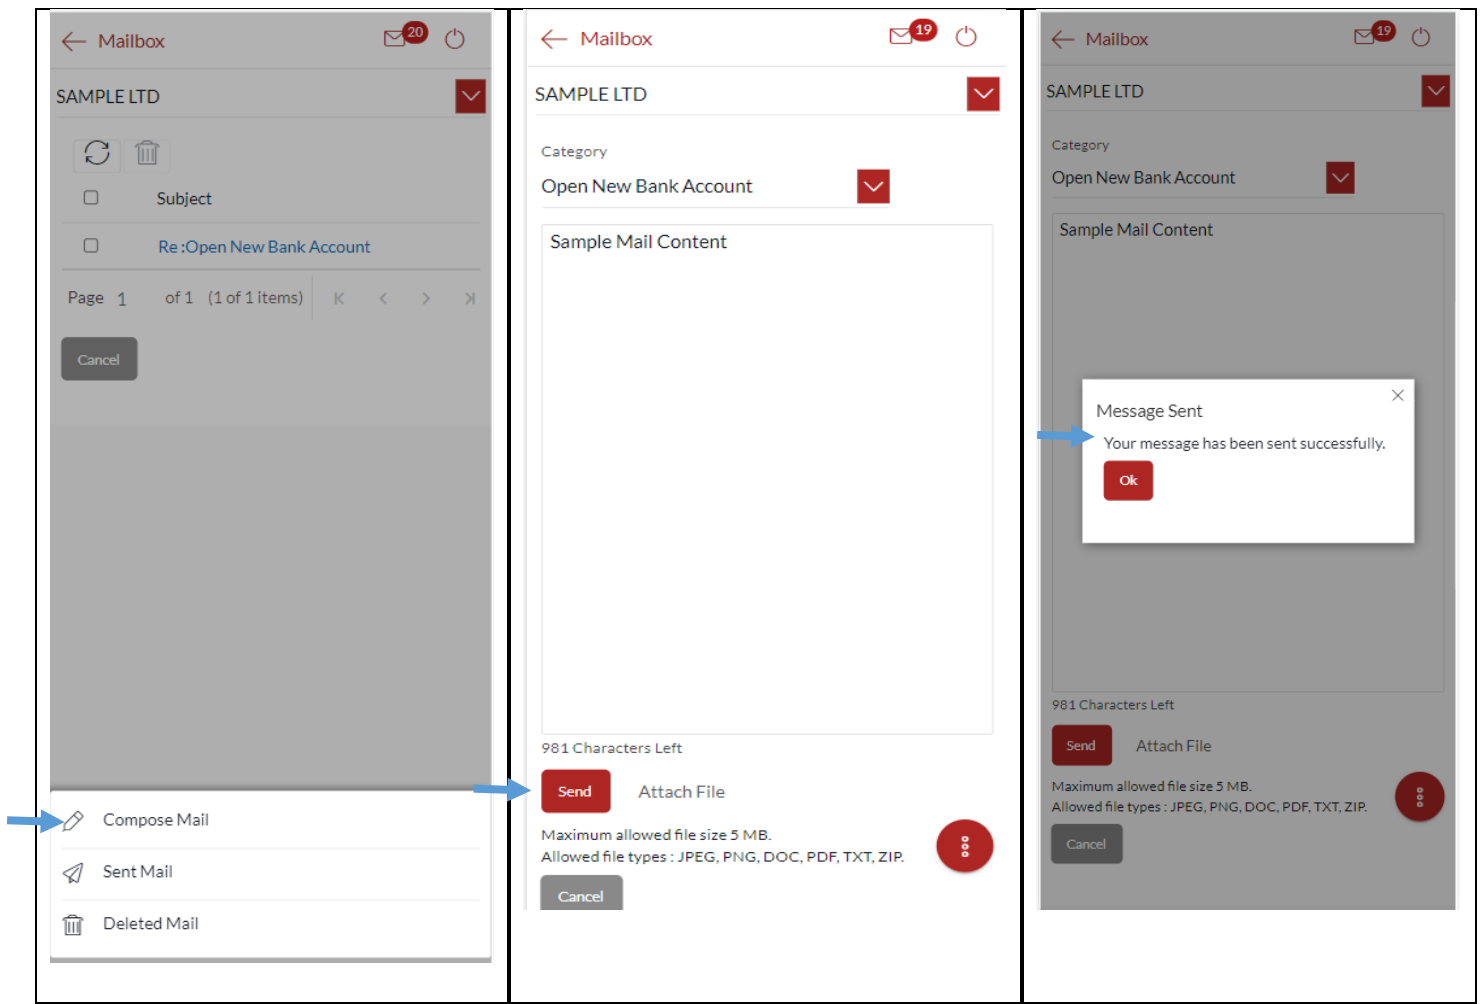 Mailbox 20
SAMPLE LTD
Subject
Re :Open New Bank Account
Page 1 of 1 (1 of 1 items)
Cancel
Compose Mail
Sent Mail
Deleted Mail
Mailbox 19
SAMPLE LTD
Category
Open New Bank Account
Sample Mail Content
981 Characters Left
Send Attach File
Maximum allowed file size 5 MB.
Allowed file types : JPEG, PNG, DOC, PDF, TXT, ZIP.
Cancel
Mailbox 19
SAMPLE LTD
Category
Open New Bank Account
Sample Mail Content
Message Sent
Your message has been sent successfully.
Ok
981 Characters Left
Send Attach File
Maximum allowed file size 5 MB.
Allowed file types : JPEG, PNG, DOC, PDF, TXT, ZIP.
Cancel